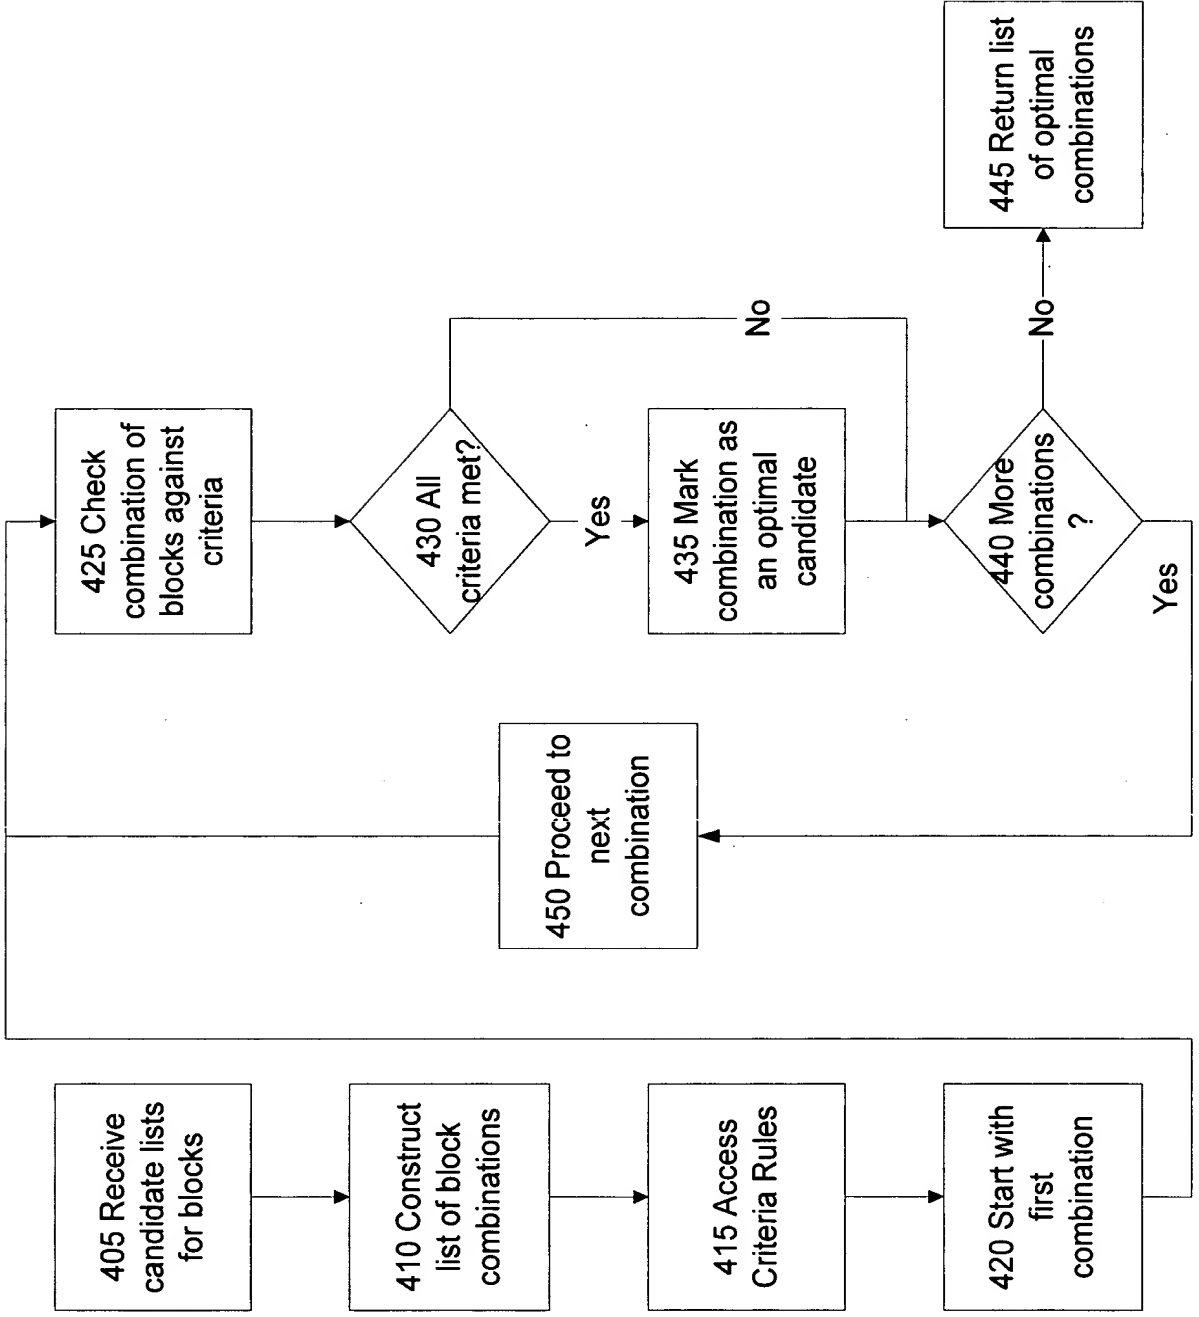 405 Receive
candidate lists
for blocks
410 Construct
list of block
combinations
415 Access
Criteria Rules
420 Start with
first
combination
425 Check
combination of
blocks against
criteria
430 All
criteria met?
Yes
No
435 Mark
combination as
an optimal
candidate
440 More
combinations
?
No
Yes
445 Return list
of optimal
combinations
450 Proceed to
next
combination